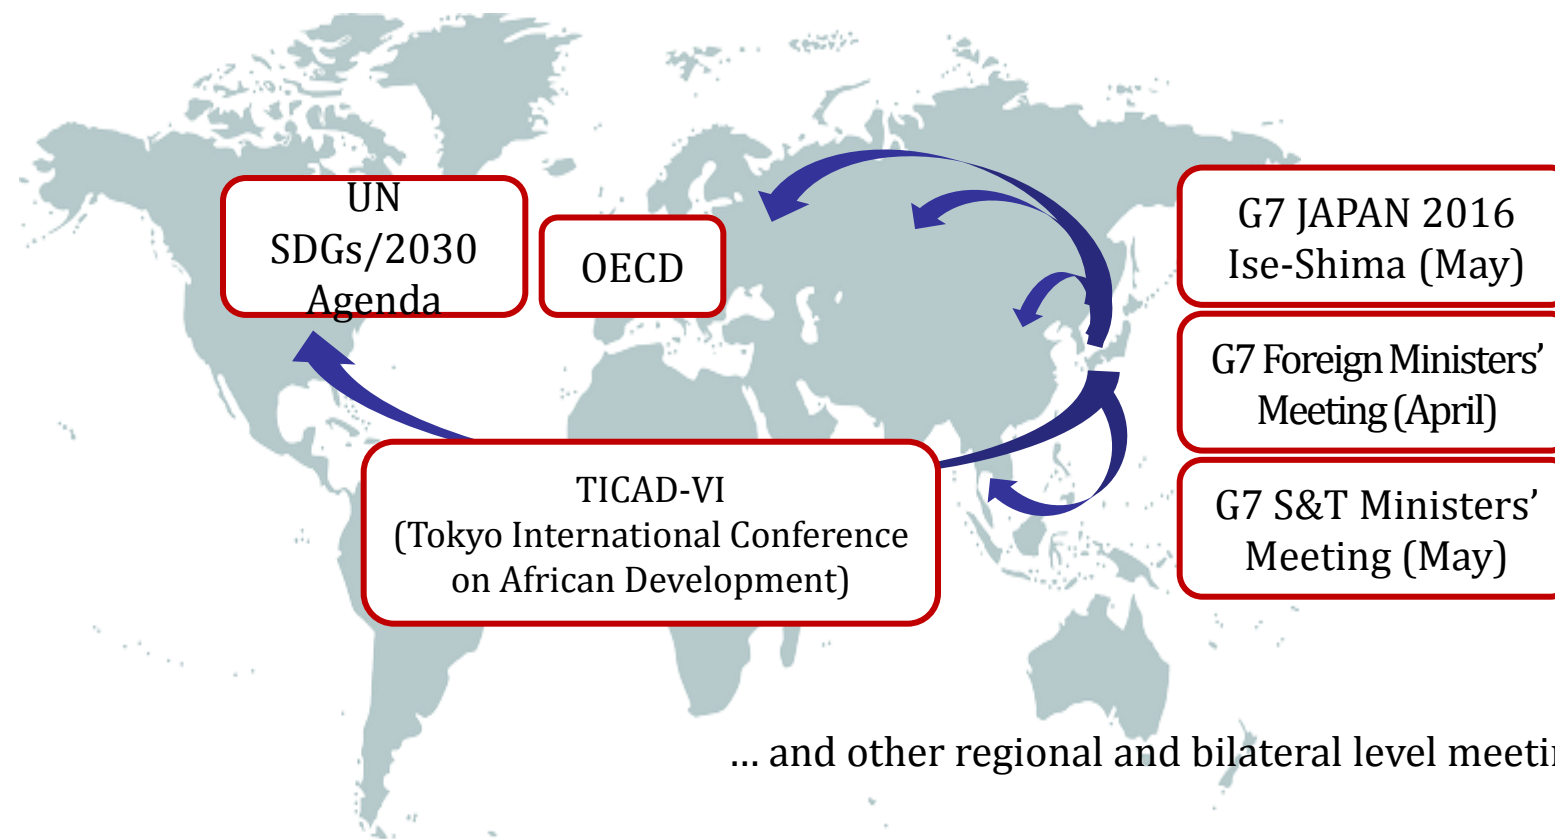 UN
SDGs/2030
Agenda
OECD
G7 JAPAN 2016
Ise-Shima (May)
G7 Foreign Ministers’
Meeting (April)
G7 S&T Ministers’
Meeting (May)
TICAD-VI
(Tokyo International Conference
on African Development)
... and other regional and bilateral level